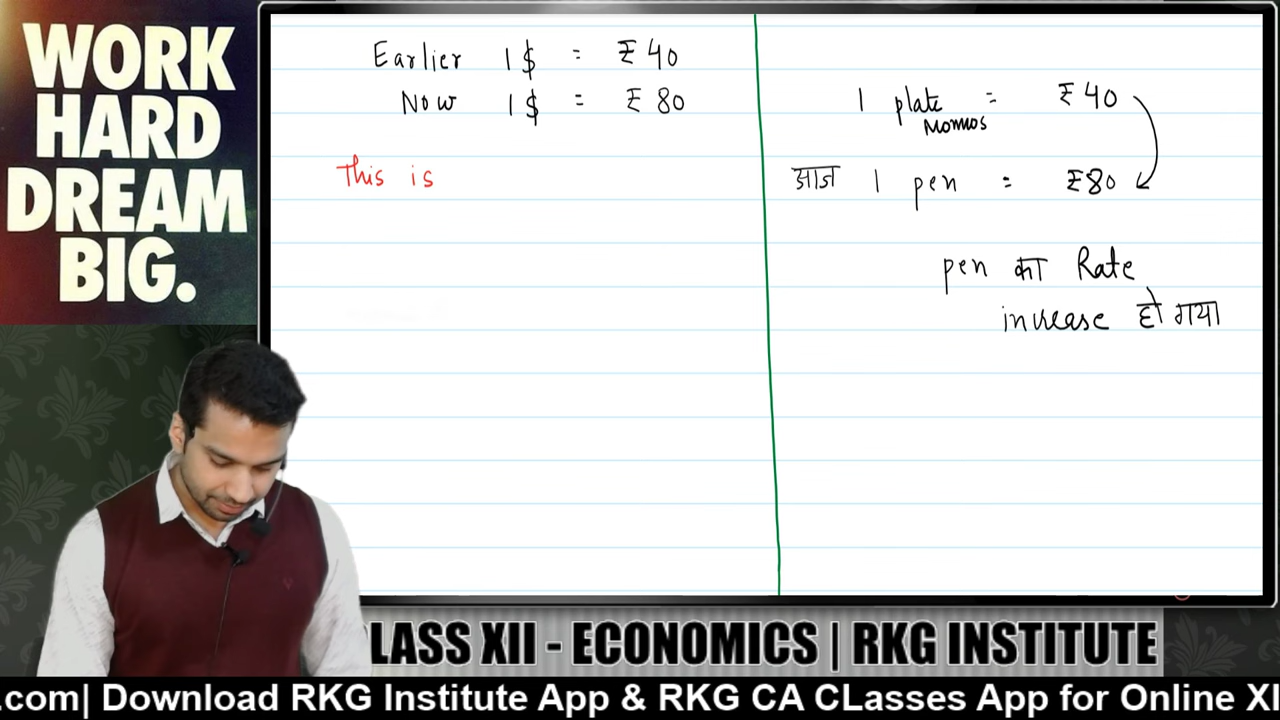 WORK
HARD
DREAM
BIG.
Earlier 1 $ = ₹ 40
Now 1 $ = ₹ 80
This is
1 plate = ₹ 40
Momos
आज 1 pen = ₹80
pen का Rate
increase हो गया
LASS XII - ECONOMICS | RKG INSTITUTE
.com| Download RKG Institute App & RKG CA CLasses App for Online XI